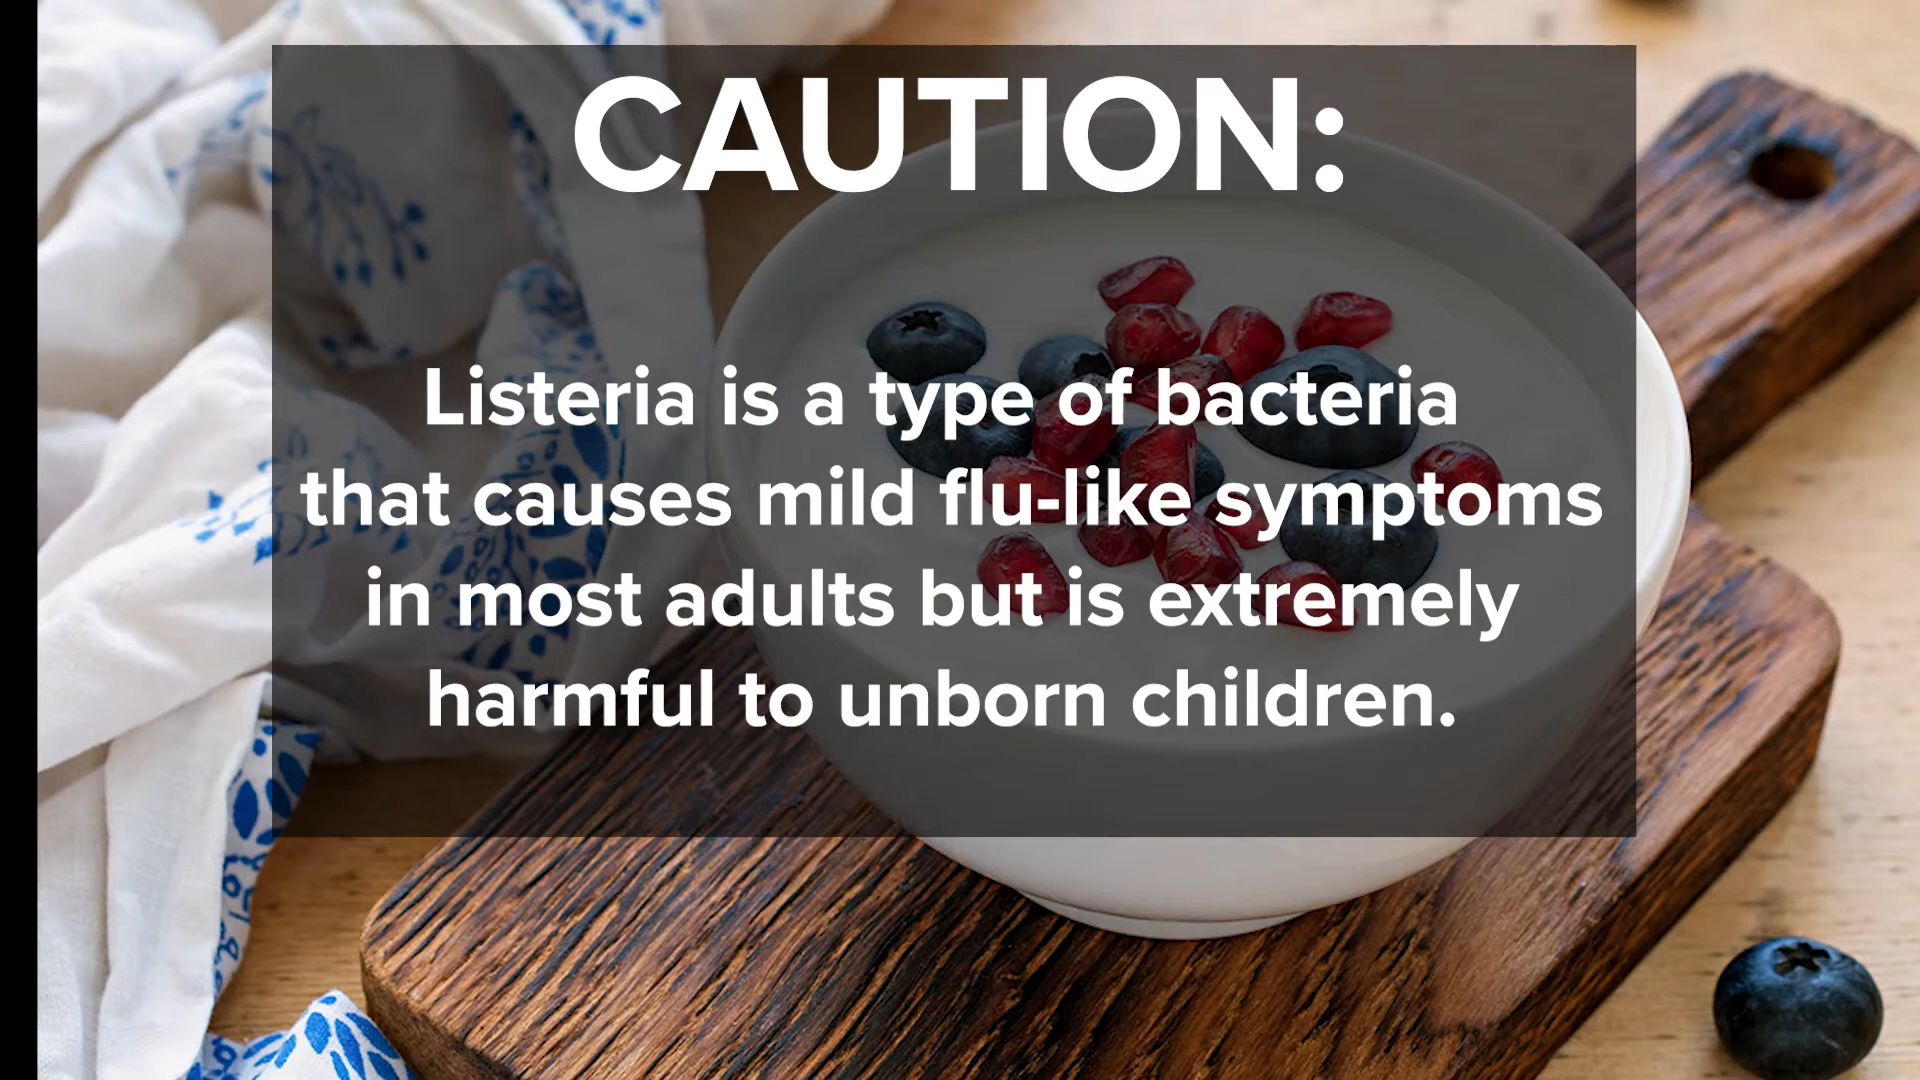 CAUTION:
Listeria is a type of bacteria
that causes mild flu-like symptoms
in most adults but is extremely
harmful to unborn children.